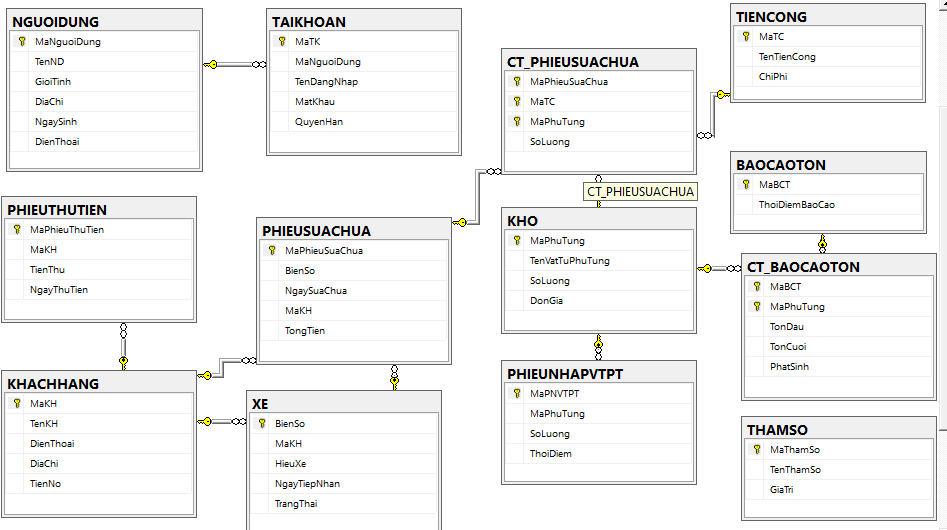 NGUOIDUNG
MaNguoiDung
TenND
GioiTinh
DiaChi
NgaySinh
DienThoai
TAIKHOAN
MaTK
MaNguoiDung
TenDangNhap
MatKhau
QuyenHan
CT_PHIEUSUACHUA
MaPhieuSuaChua
MaTC
MaPhuTung
SoLuong
CT_PHIEUSUACHUA
TIENCONG
MaTC
TenTienCong
ChiPhi
BAOCAOTON
MaBCT
ThoiDiemBaoCao
PHIEUTHUTIEN
MaPhieuThuTien
MaKH
TienThu
NgayThuTien
PHIEUSUACHUA
MaPhieuSuaChua
BienSo
NgaySuaChua
MaKH
TongTien
KHO
MaPhuTung
TenVatTuPhuTung
SoLuong
DonGia
CT_BAOCAOTON
MaBCT
MaPhuTung
TonDau
TonCuoi
PhatSinh
KHACHHANG
MaKH
TenKH
DienThoai
DiaChi
TienNo
XE
BienSo
MaKH
HieuXe
NgayTiepNhan
TrangThai
PHIEUNHAPVTPT
MaPNVTPT
MaPhuTung
SoLuong
ThoiDiem
THAMSO
MaThamSo
TenThamSo
GiaTri